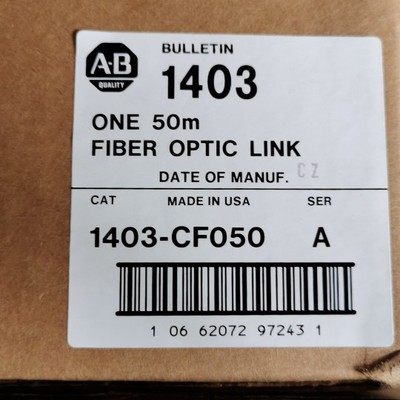 A-B
QUALITY
BULLETIN
1403
ONE 50m
FIBER OPTIC LINK
DATE OF MANUF. CZ
CAT MADE IN USA SER
1403-CF050 A
1 06 62072 97243 1